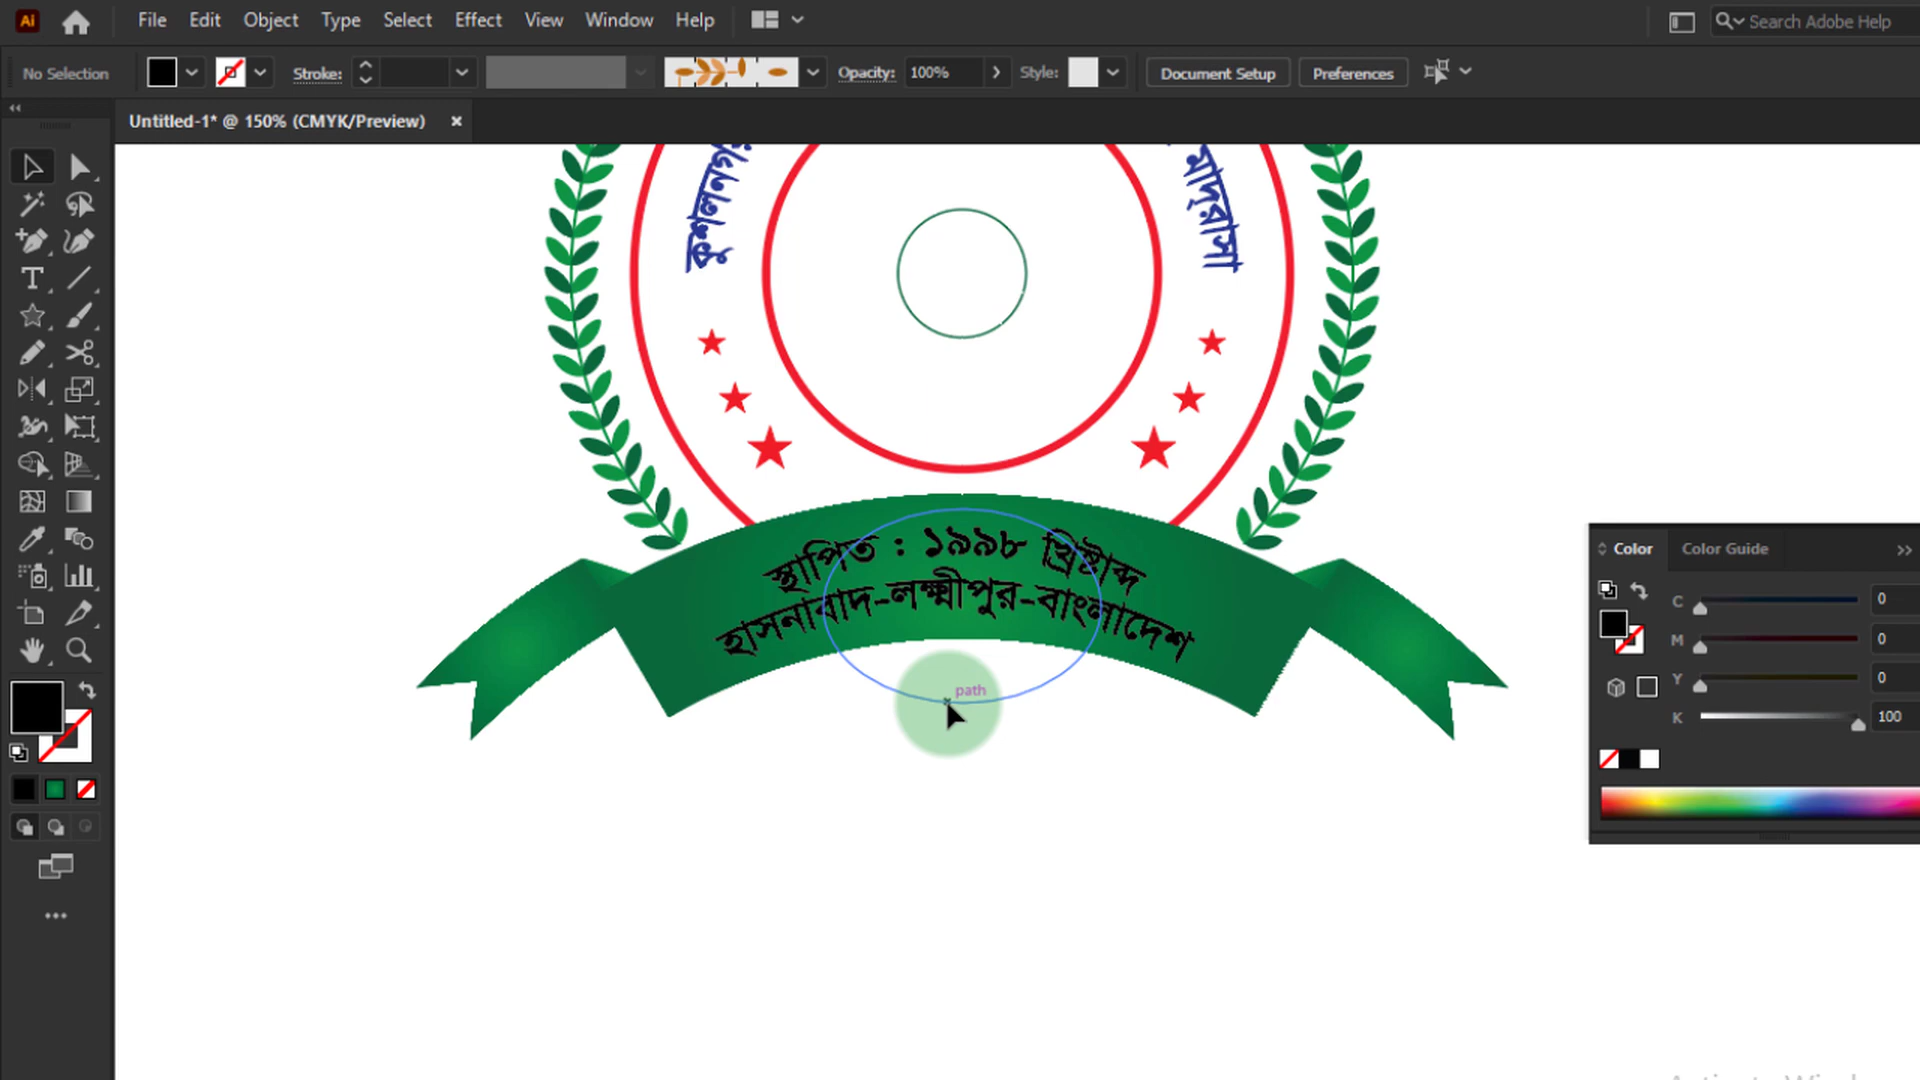 Ai File Edit Object Type Select Effect View Window Help Search Adobe Help
No Selection Stroke: Opacity: 100% Style: Document Setup Preferences
Untitled-1* @ 150% (CMYK/Preview) ×
মাদ্রাসা
স্থাপিত : ১৯৯৮ খ্রিষ্টাব্দ
হাসনাবাদ-লক্ষ্মীপুর-বাংলাদেশ
path
Color Color Guide
C 0
M 0
Y 0
K 100